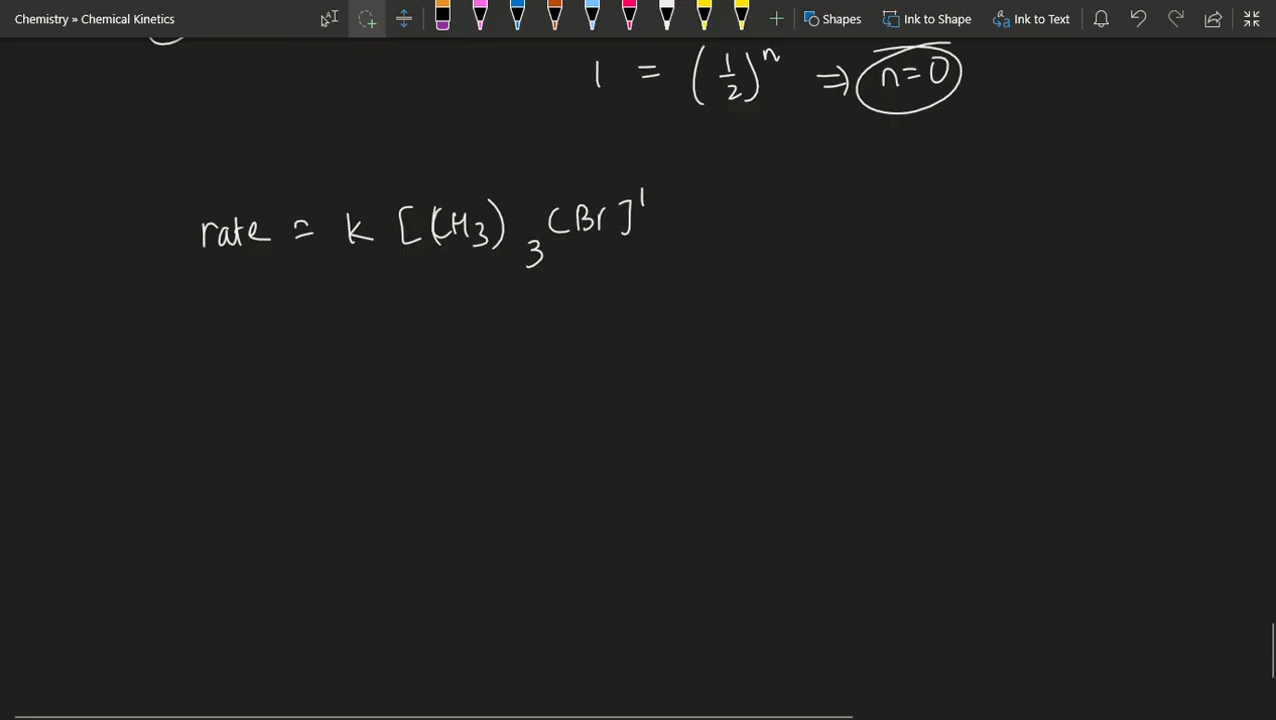 Chemistry » Chemical Kinetics Shapes Ink to Shape Ink to Text
1 = (1/2)^n ⇒ n=0
rate = k [(CH3)3CBr]^1